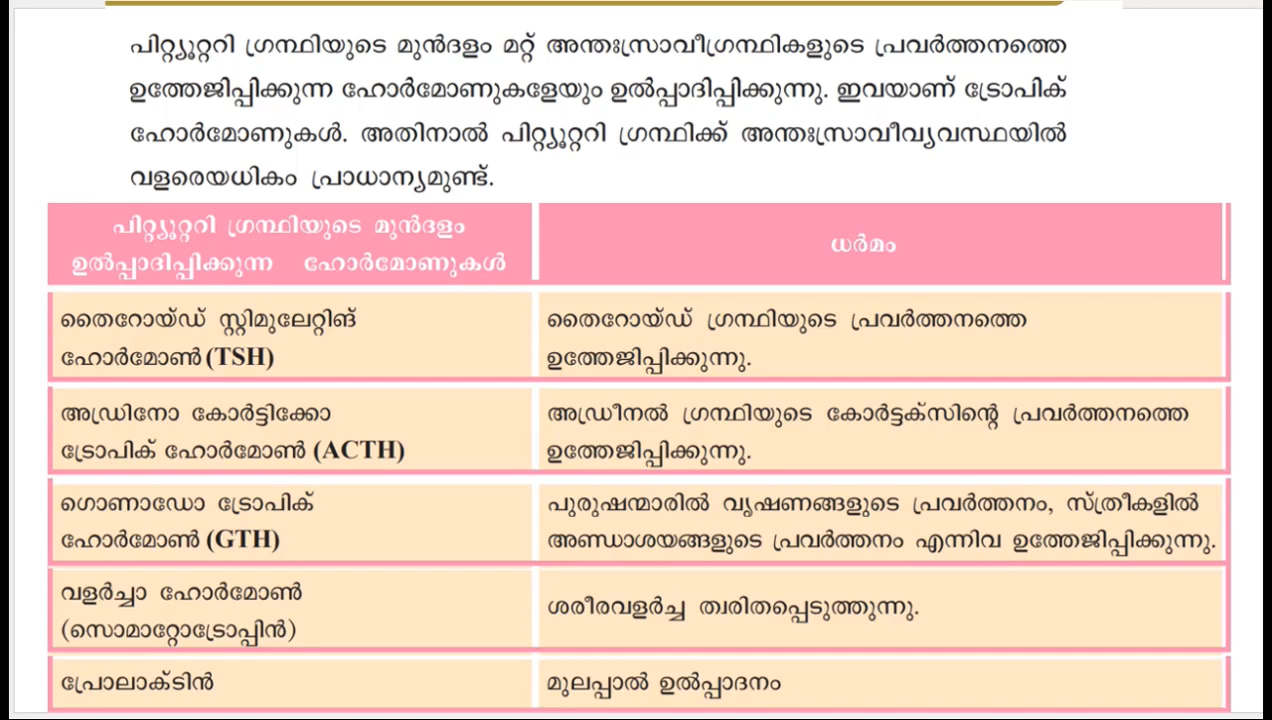 പിറ്റ്യൂറ്ററി ഗ്രന്ഥിയുടെ മുൻദളം മറ്റ് അന്തഃസ്രാവീഗ്രന്ഥികളുടെ പ്രവർത്തനത്തെ
ഉത്തേജിപ്പിക്കുന്ന ഹോർമോണുകളേയും ഉൽപ്പാദിപ്പിക്കുന്നു. ഇവയാണ് ട്രോപിക്
ഹോർമോണുകൾ. അതിനാൽ പിറ്റ്യൂറ്ററി ഗ്രന്ഥിക്ക് അന്തഃസ്രാവീവ്യവസ്ഥയിൽ
വളരെയധികം പ്രാധാന്യമുണ്ട്.
പിറ്റ്യൂറ്ററി ഗ്രന്ഥിയുടെ മുൻദളം
ഉൽപ്പാദിപ്പിക്കുന്ന ഹോർമോണുകൾ
ധർമം
തൈറോയ്ഡ് സ്റ്റിമുലേറ്റിങ്
ഹോർമോൺ (TSH)
തൈറോയ്ഡ് ഗ്രന്ഥിയുടെ പ്രവർത്തനത്തെ
ഉത്തേജിപ്പിക്കുന്നു.
അഡ്രിനോ കോർട്ടിക്കോ
ട്രോപിക് ഹോർമോൺ (ACTH)
അഡ്രീനൽ ഗ്രന്ഥിയുടെ കോർട്ടക്സിന്റെ പ്രവർത്തനത്തെ
ഉത്തേജിപ്പിക്കുന്നു.
ഗൊണാഡോ ട്രോപിക്
ഹോർമോൺ (GTH)
പുരുഷന്മാരിൽ വൃഷണങ്ങളുടെ പ്രവർത്തനം, സ്ത്രീകളിൽ
അണ്ഡാശയങ്ങളുടെ പ്രവർത്തനം എന്നിവ ഉത്തേജിപ്പിക്കുന്നു.
വളർച്ചാ ഹോർമോൺ
(സൊമാറ്റോട്രോപ്പിൻ)
ശരീരവളർച്ച ത്വരിതപ്പെടുത്തുന്നു.
പ്രോലാക്ടിൻ
മുലപ്പാൽ ഉൽപ്പാദനം